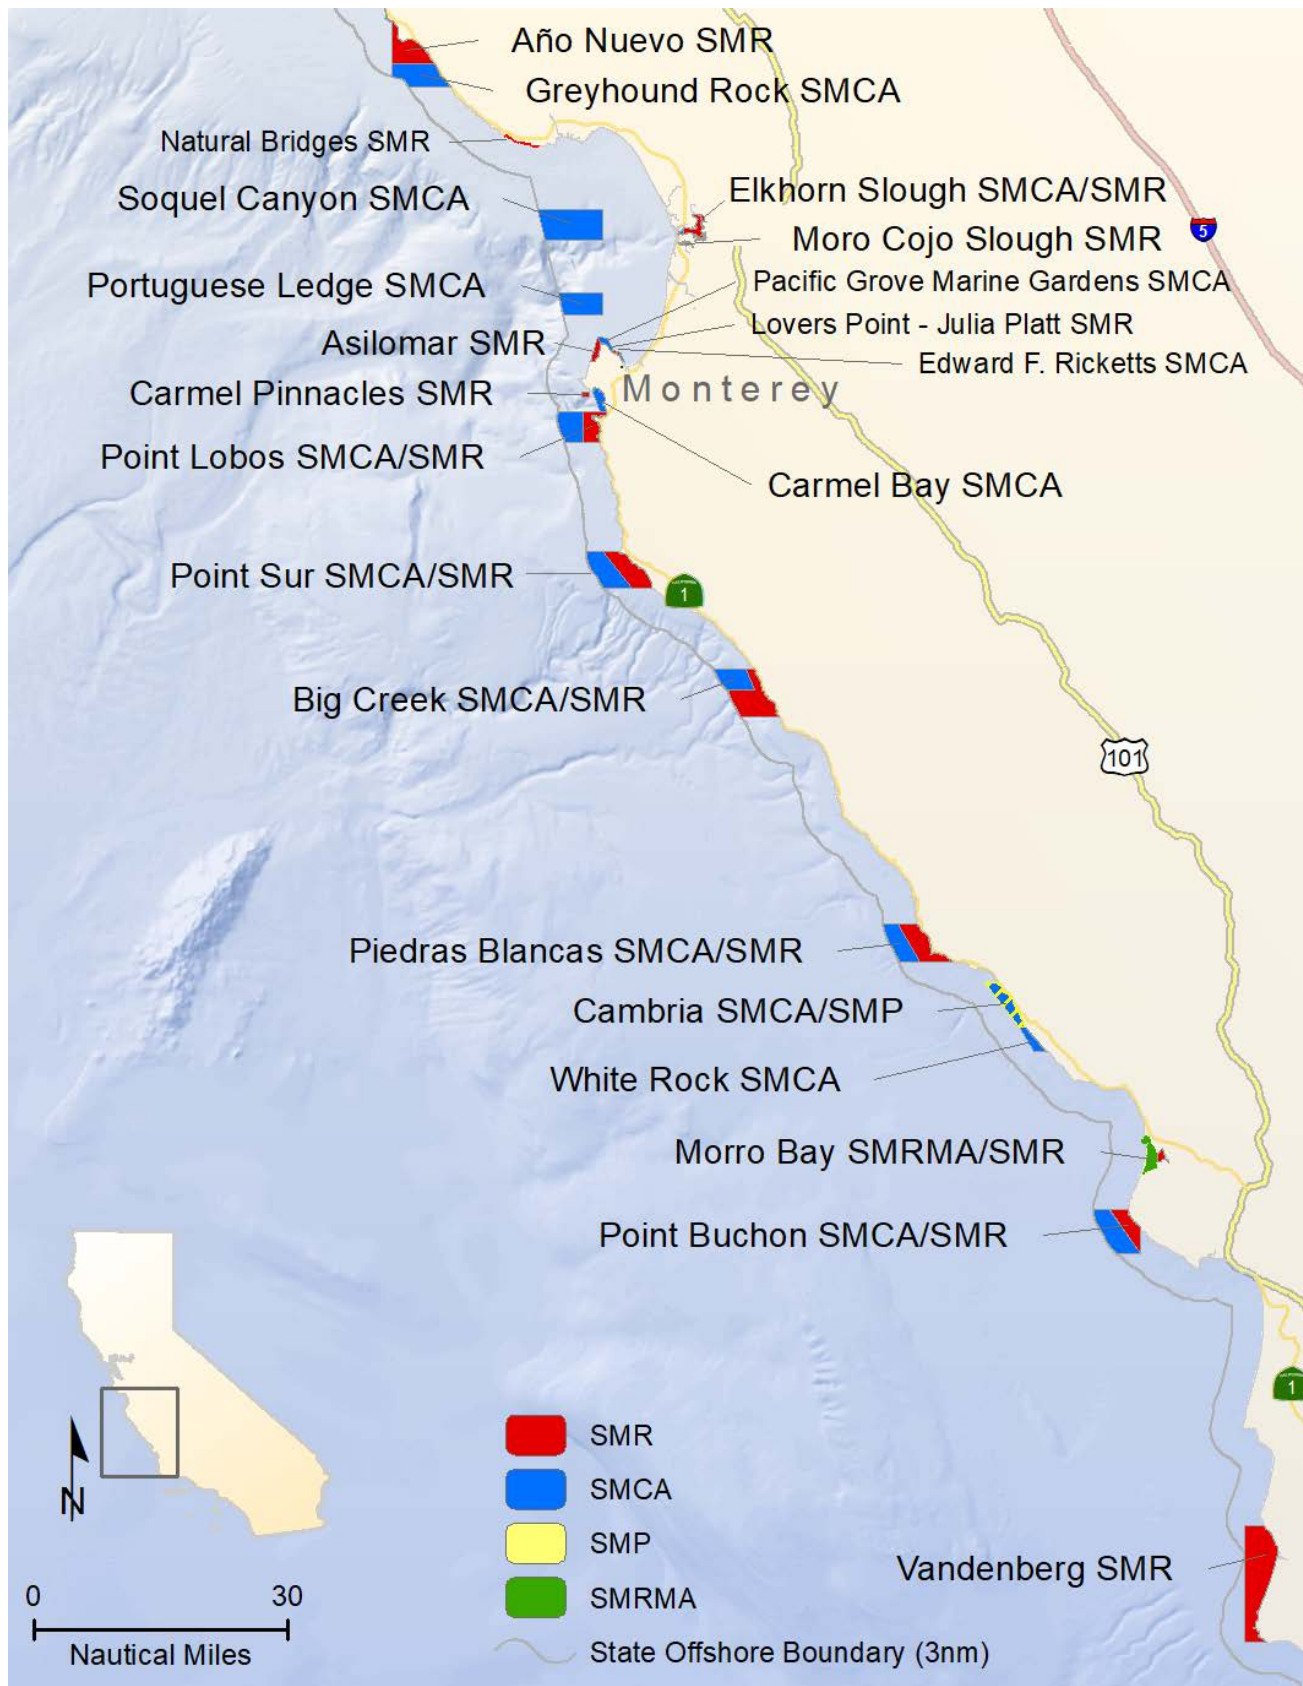 Año Nuevo SMR
Greyhound Rock SMCA
Natural Bridges SMR
Soquel Canyon SMCA
Elkhorn Slough SMCA/SMR
5
Moro Cojo Slough SMR
Portuguese Ledge SMCA
Pacific Grove Marine Gardens SMCA
Lovers Point - Julia Platt SMR
Asilomar SMR
Edward F. Ricketts SMCA
Carmel Pinnacles SMR
Monterey
Point Lobos SMCA/SMR
Carmel Bay SMCA
Point Sur SMCA/SMR
1
Big Creek SMCA/SMR
101
Piedras Blancas SMCA/SMR
Cambria SMCA/SMP
White Rock SMCA
Morro Bay SMRMA/SMR
Point Buchon SMCA/SMR
1
N
SMR
SMCA
SMP
SMRMA
State Offshore Boundary (3nm)
Vandenberg SMR
0 30
Nautical Miles